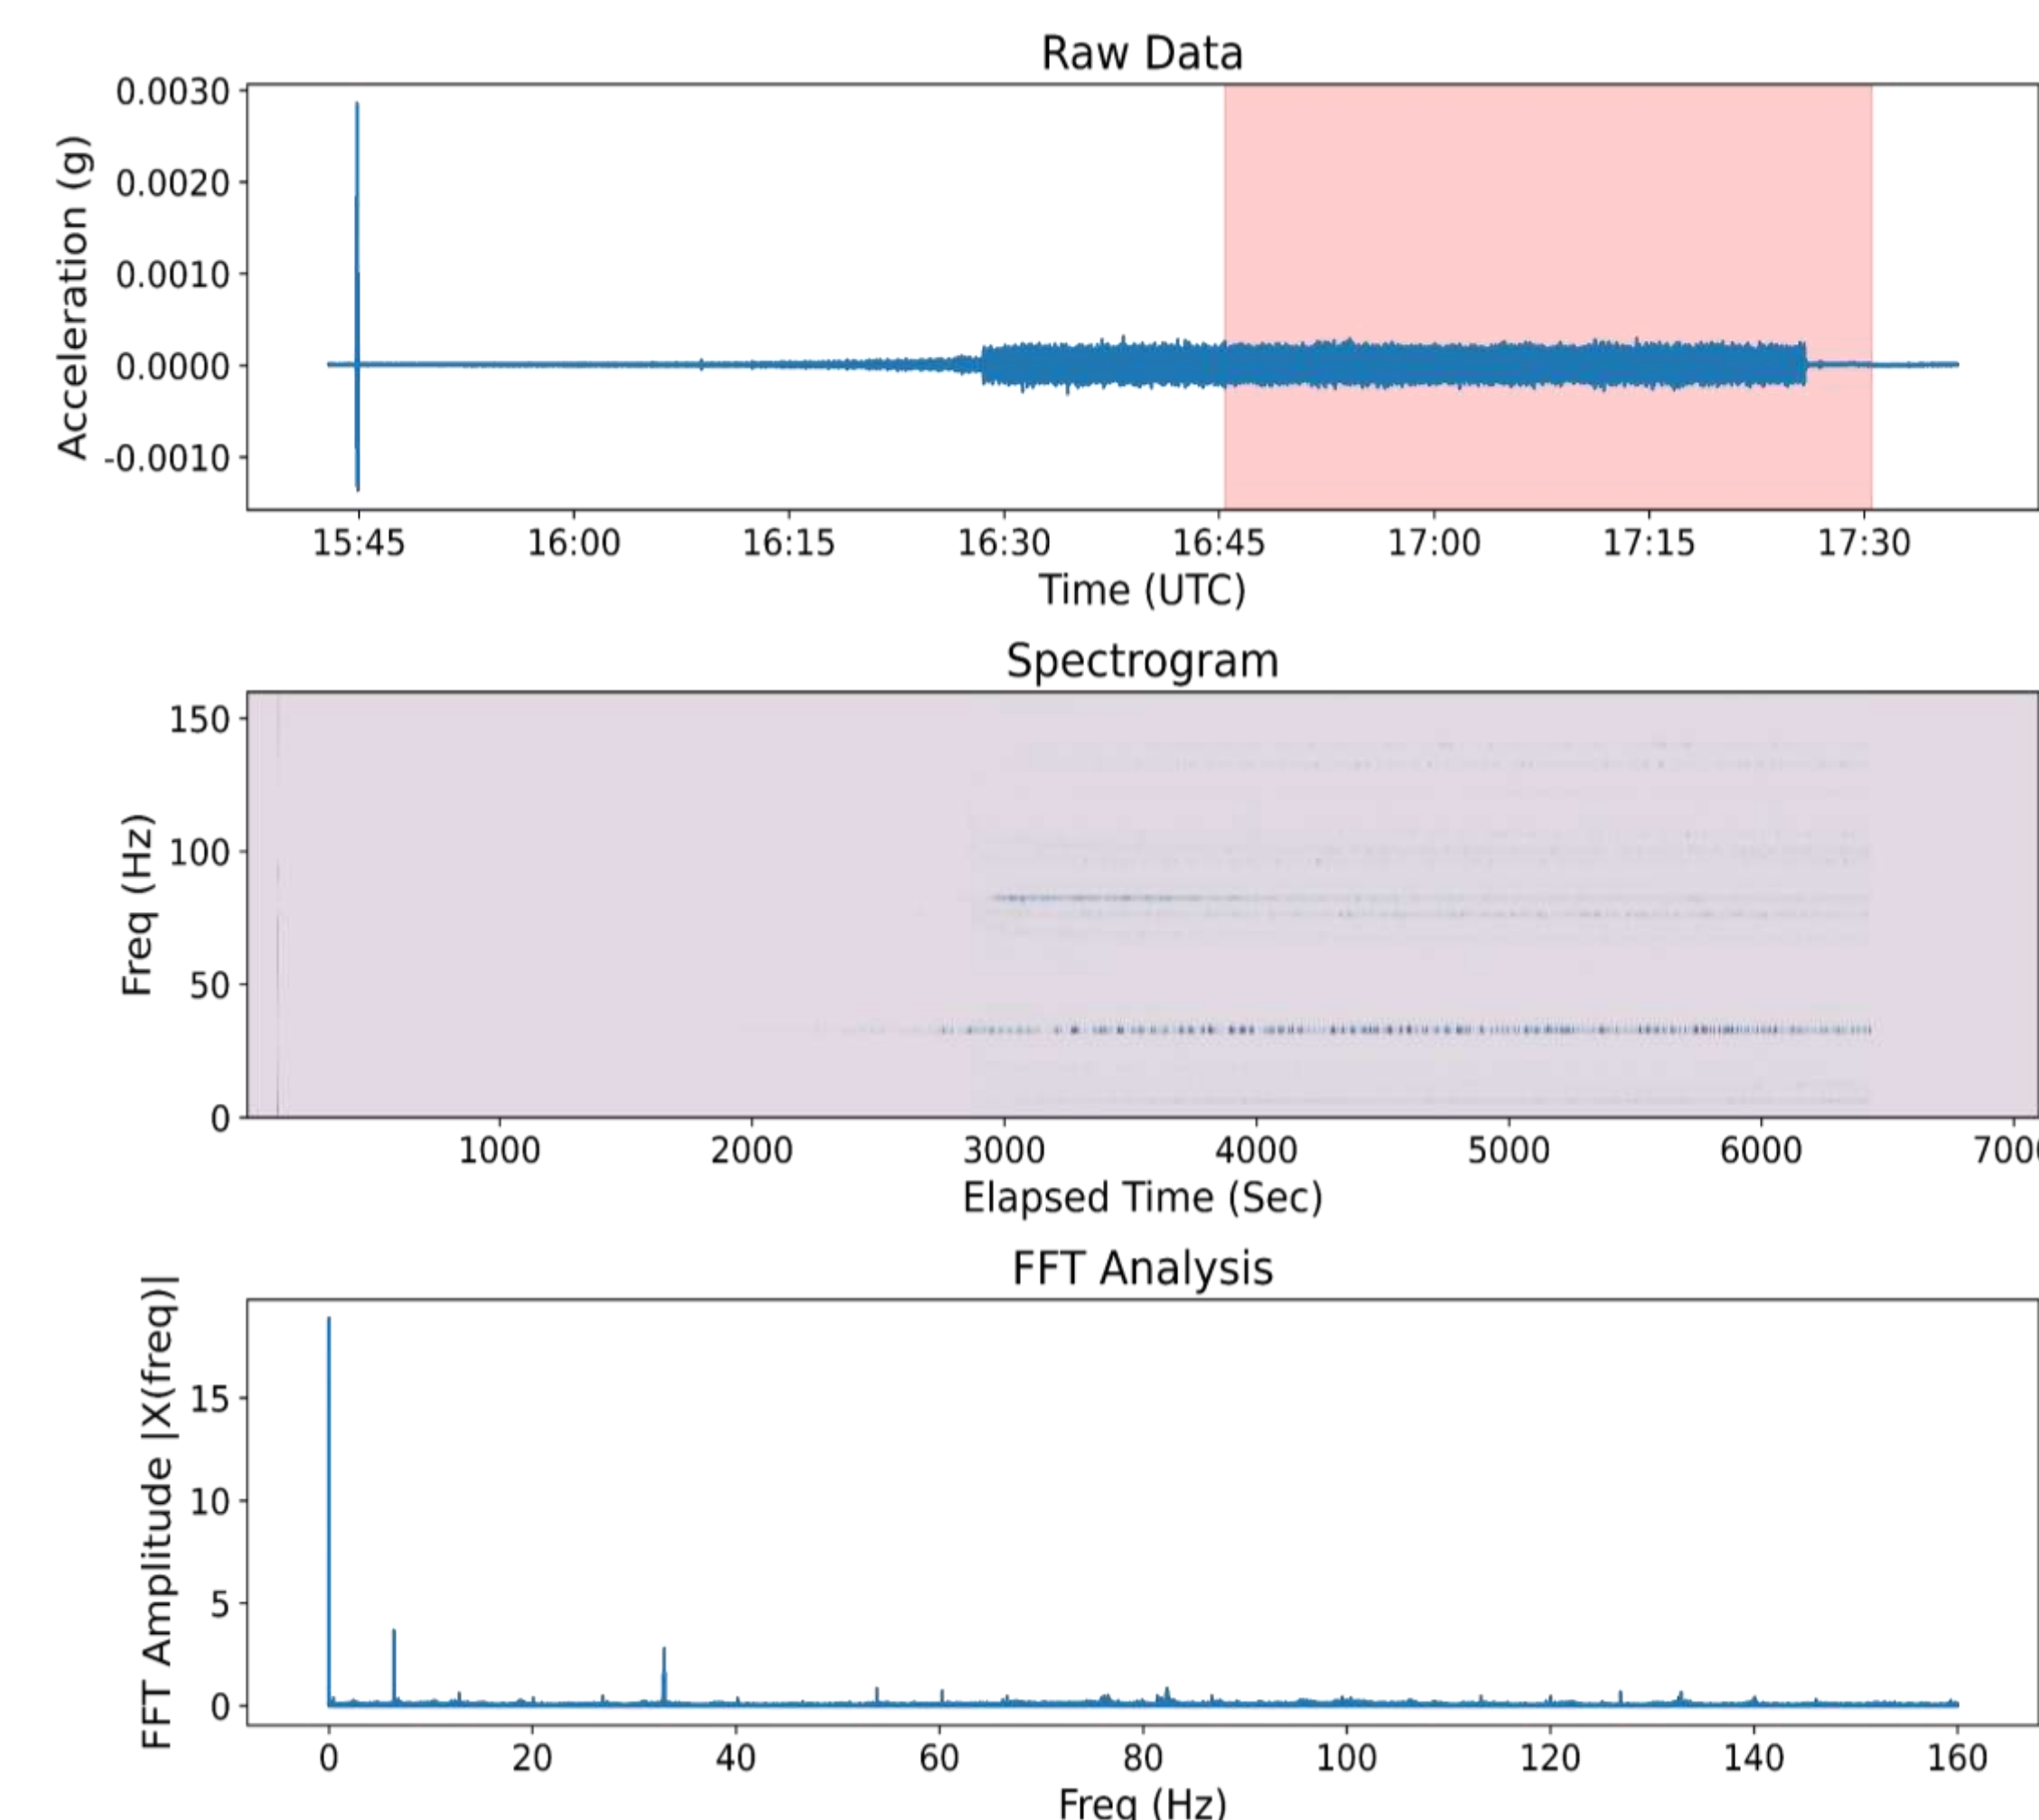 Raw Data
Acceleration (g)
0.0030
0.0020
0.0010
0.0000
-0.0010
15:45 16:00 16:15 16:30 16:45 17:00 17:15 17:30
Time (UTC)
Spectrogram
Freq (Hz)
150
100
50
0
1000 2000 3000 4000 5000 6000 7000
Elapsed Time (Sec)
FFT Analysis
FFT Amplitude |X(freq)|
15
10
5
0
0 20 40 60 80 100 120 140 160
Freq (Hz)